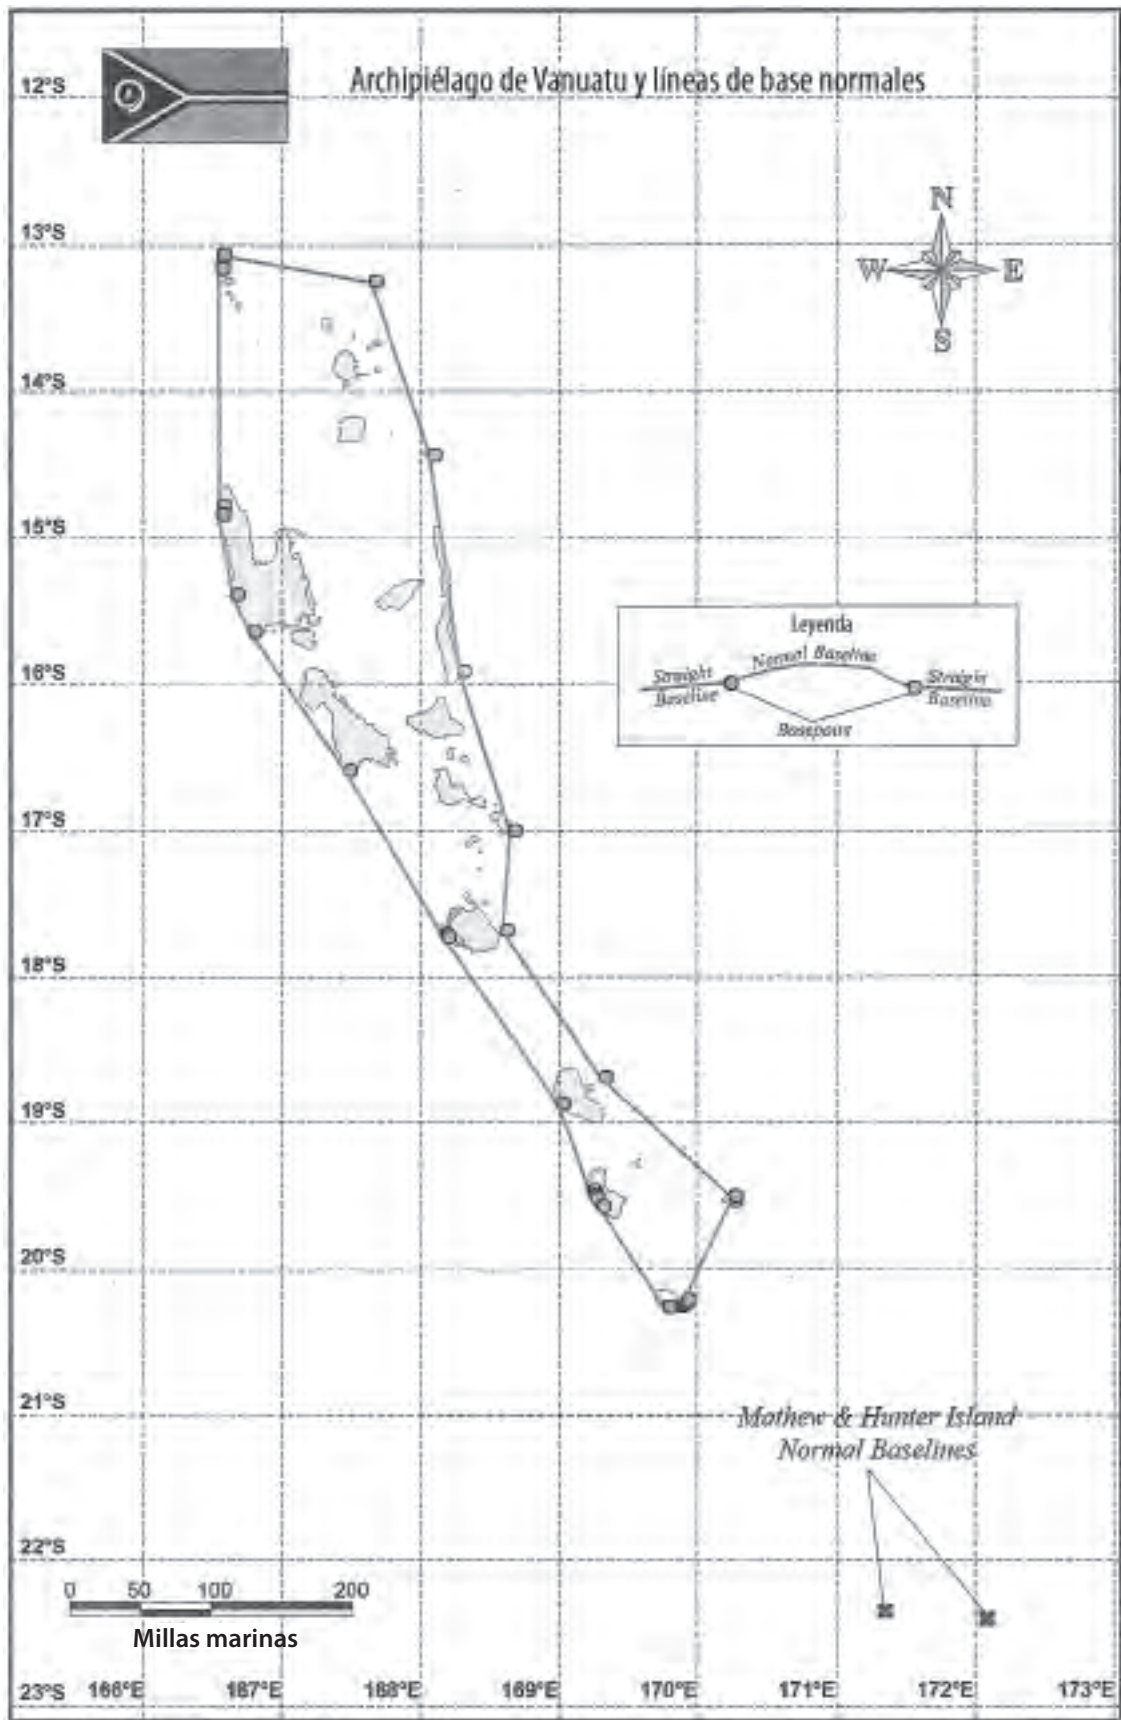 Archipiélago de Vanuatu y líneas de base normales
12°S
N
13°S
W
E
S
14°S
15°S
Leyenda
Normal Baseline
Straight
Baseline
Straight
Baseline
Basepoint
16°S
17°S
18°S
19°S
20°S
21°S
Mathew & Hunter Island
Normal Baselines
22°S
0 50 100 200
Millas marinas
23°S 166°E 167°E 168°E 169°E 170°E 171°E 172°E 173°E